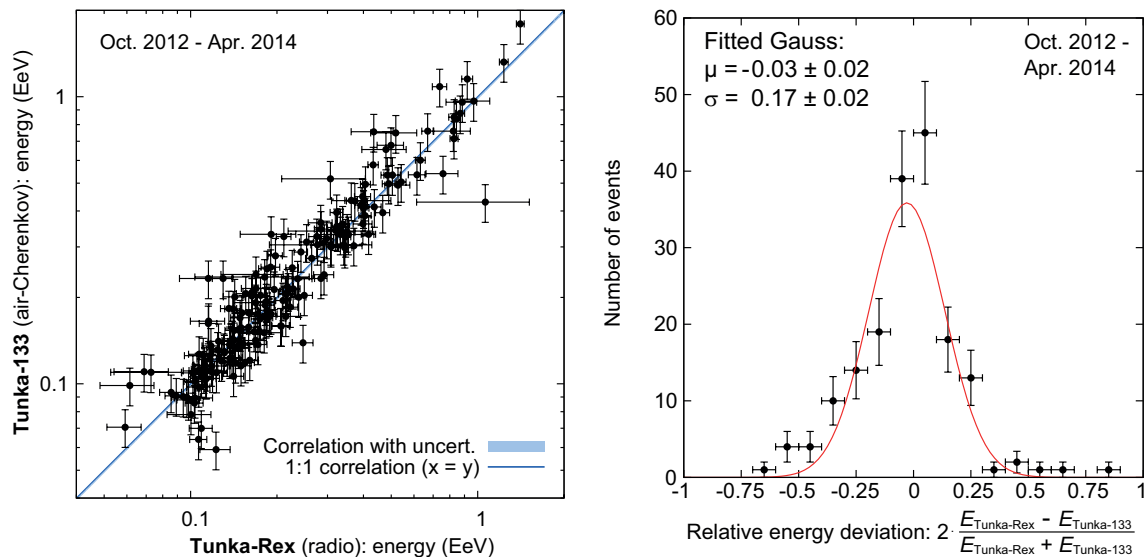 Oct. 2012 - Apr. 2014
Tunka-133 (air-Cherenkov): energy (EeV)
1
0.1
Correlation with uncert.
1:1 correlation (x = y)
0.1 1
Tunka-Rex (radio): energy (EeV)
Fitted Gauss:
μ = -0.03 ± 0.02
σ = 0.17 ± 0.02
Oct. 2012 -
Apr. 2014
Number of events
60
50
40
30
20
10
0
-1 -0.75 -0.5 -0.25 0 0.25 0.5 0.75 1
Relative energy deviation: 2 · (E_Tunka-Rex - E_Tunka-133) / (E_Tunka-Rex + E_Tunka-133)